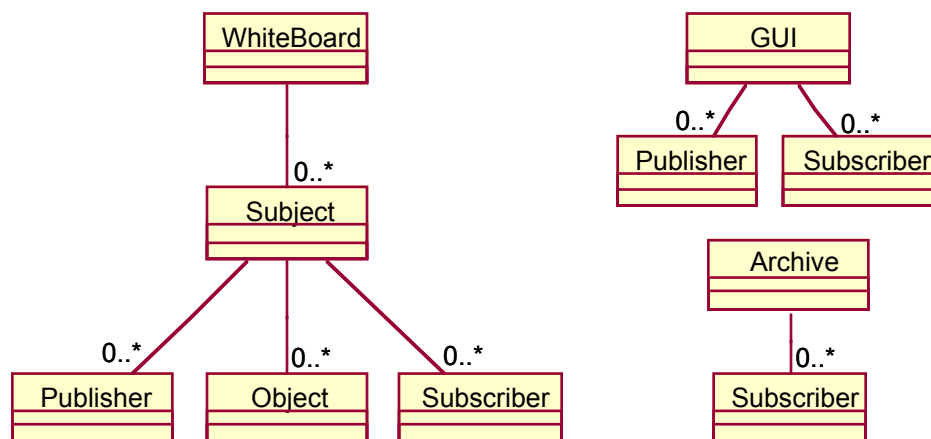 WhiteBoard
0..*
Subject
0..*
0..*
0..*
Publisher
Object
Subscriber
GUI
0..*
0..*
Publisher
Subscriber
Archive
0..*
Subscriber